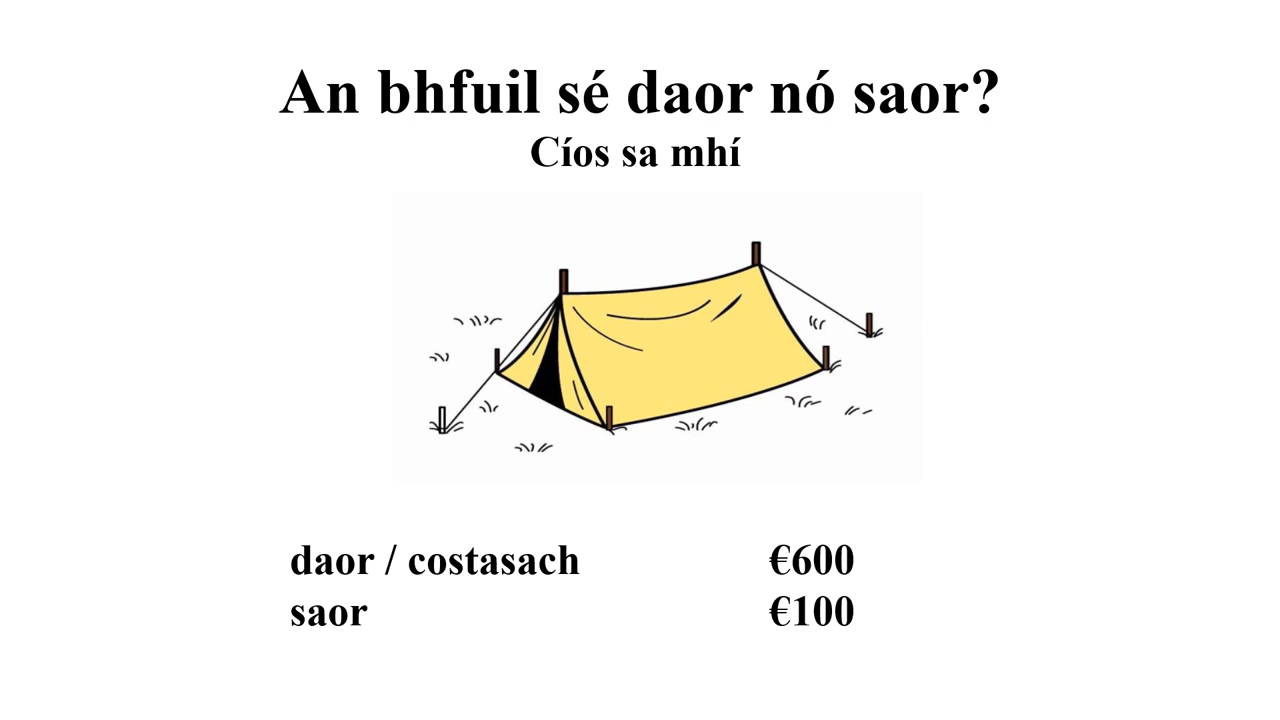 An bhfuil sé daor nó saor?
Cíos sa mhí
daor / costasach €600
saor €100